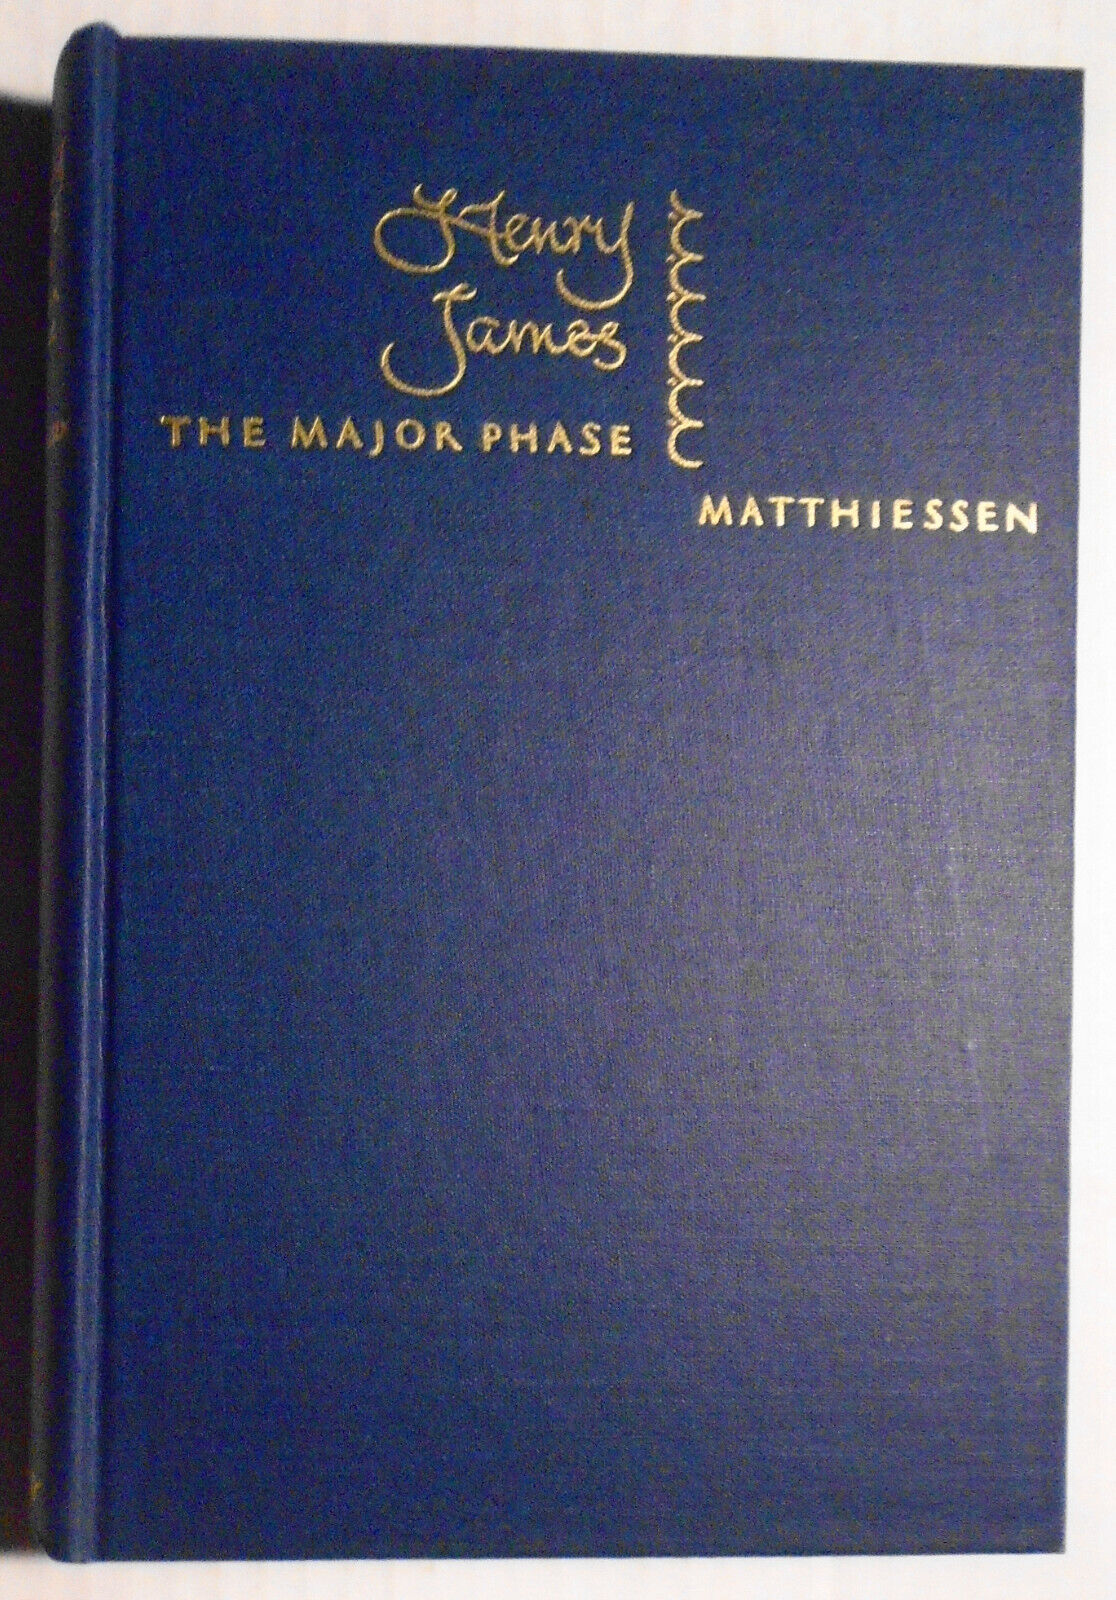 Henry
James
THE MAJOR PHASE
MATTHIESSEN